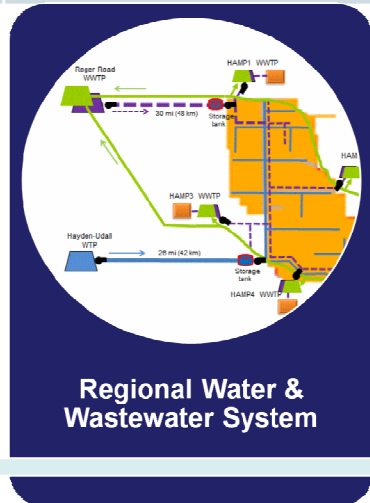 Roger Road
WWTP
HAMP1 WWTP
30 mi (48 km)
Storage
tank
HAM
HAMP3 WWTP
Hayden-Udall
WTP
26 mi (42 km)
Storage
tank
HAMP4 WWTP
Regional Water &
Wastewater System